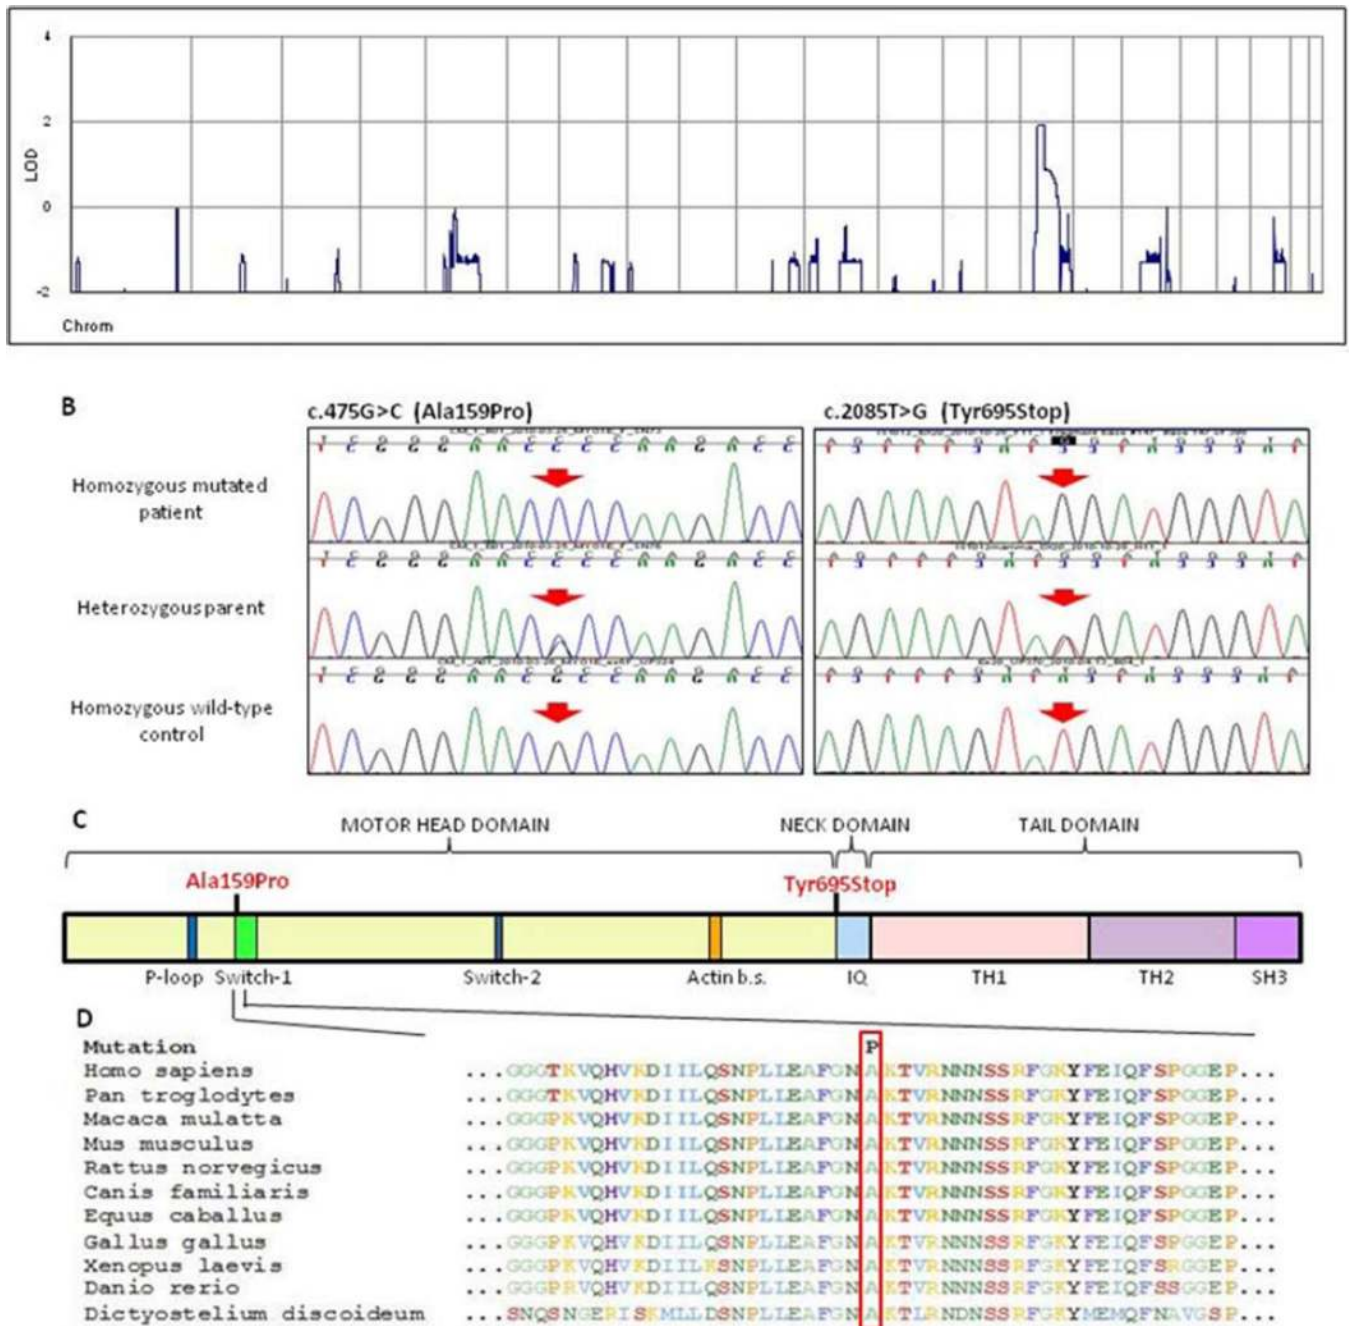 4
2
0
-2
LOD
Chrom
B
c.475G>C (Ala159Pro)
c.2085T>G (Tyr695Stop)
Homozygous mutated
patient
T C G G G A A C C C C A A G A C C
Heterozygous parent
T C G G G A A C C C C A A G A C C
Homozygous wild-type
control
T C G G G A A C G C C A A G A C C
C
MOTOR HEAD DOMAIN
NECK DOMAIN
TAIL DOMAIN
Ala159Pro
Tyr695Stop
P-loop
Switch-1
Switch-2
Actin b.s.
IQ
TH1
TH2
SH3
D
Mutation P
Homo sapiens ...GGGTKVQHVKDIILQSNPLLEAFGNAKTVRNNNSSRFGKYFEIQFSPGGEP...
Pan troglodytes ...GGGTKVQHVKDIILQSNPLLEAFGNAKTVRNNNSSRFGKYFEIQFSPGGEP...
Macaca mulatta ...GGGPKVQHVKDIILQSNPLLEAFGNAKTVRNNNSSRFGKYFEIQFSPGGEP...
Mus musculus ...GGGPKVQHVKDIILQSNPLLEAFGNAKTVRNNNSSRFGKYFEIQFSPGGEP...
Rattus norvegicus ...GGGPKVQHVKDIILQSNPLLEAFGNAKTVRNNNSSRFGKYFEIQFSPGGEP...
Canis familiaris ...GGGPKVQHVKDIILQSNPLLEAFGNAKTVRNNNSSRFGKYFEIQFSPGGEP...
Equus caballus ...GGGPKVQHVKDIILQSNPLLEAFGNAKTVRNNNSSRFGKYFEIQFSPGGEP...
Gallus gallus ...GGGPKVQHVKDIILQSNPLLEAFGNAKTVRNNNSSRFGKYFEIQFSPGGEP...
Xenopus laevis ...GGGPKVQHVKDIILKSNPLLEAFGNAKTVRNNNSSRFGKYFEIQFSRGGEP...
Danio rerio ...GGGPRVQHVKDIILQSNPLLEAFGNAKTVRNNNSSRFGKYFEIQFSSGGEP...
Dictyostelium discoideum ...SNQSNGERISKMLLDSNPLLEAFGNAKTLRNDNSSRFGKYMEMQFNAVGSP...